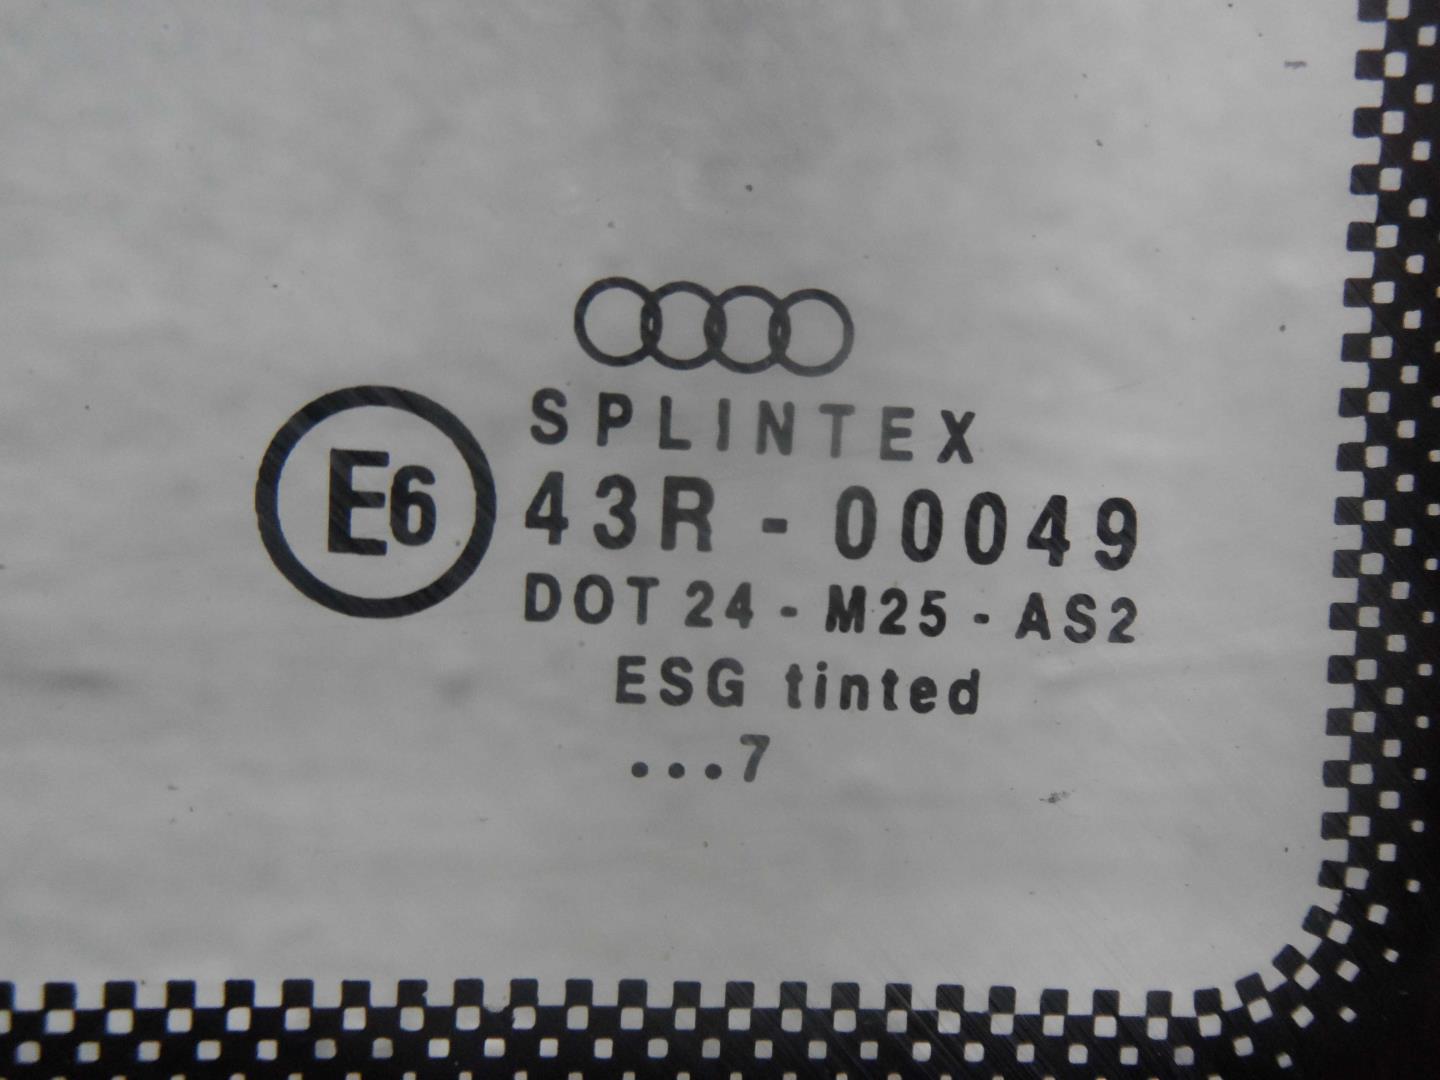 SPLINTEX
E6
43R - 00049
DOT 24 - M25 - AS2
ESG tinted
...7